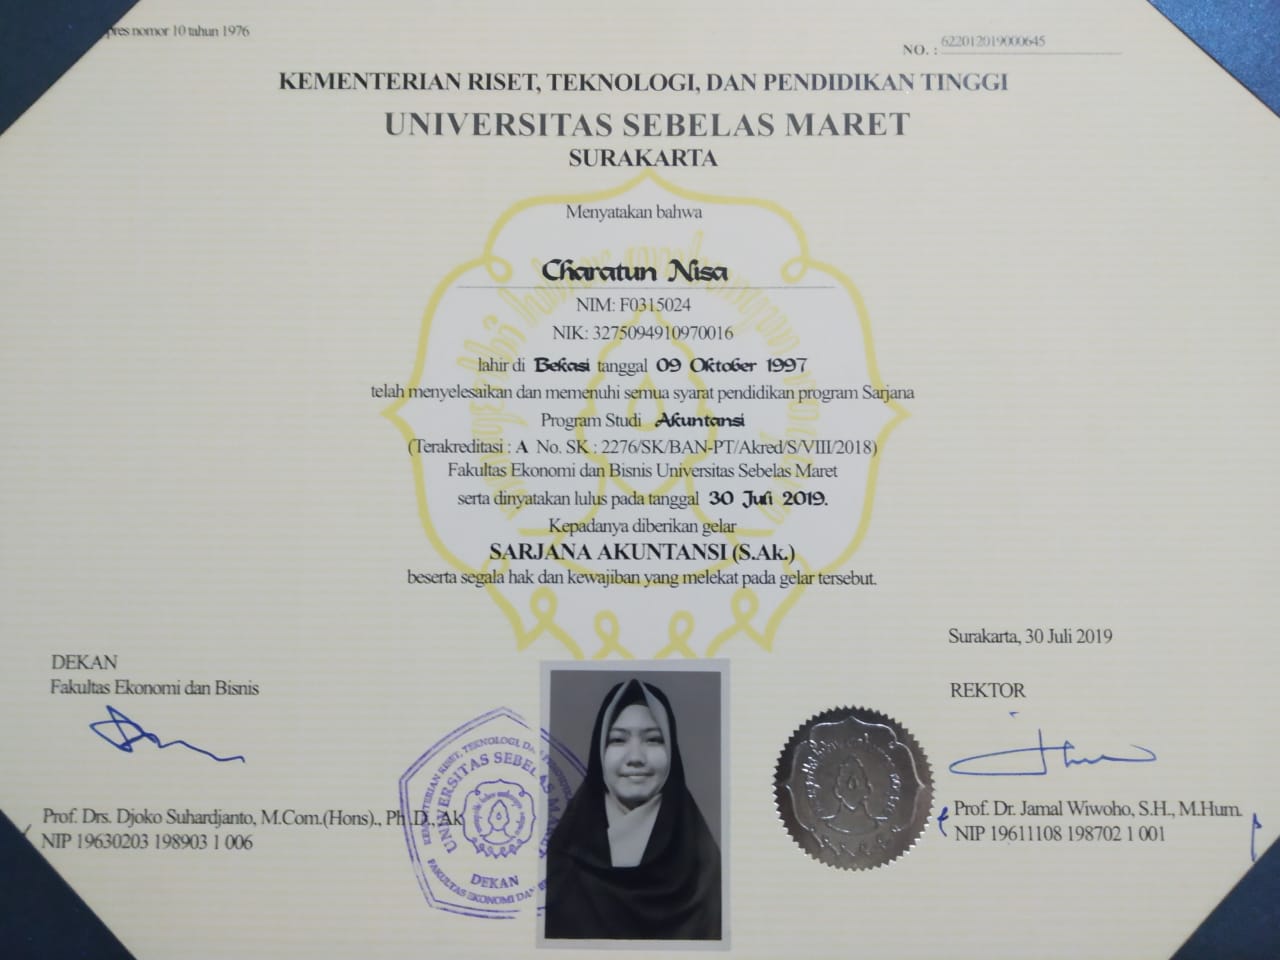 pres nomor 10 tahun 1976
NO. : 622012019000645
KEMENTERIAN RISET, TEKNOLOGI, DAN PENDIDIKAN TINGGI
UNIVERSITAS SEBELAS MARET
SURAKARTA
Menyatakan bahwa
Charatun Nisa
NIM: F0315024
NIK: 3275094910970016
lahir di Bekasi tanggal 09 Oktober 1997
telah menyelesaikan dan memenuhi semua syarat pendidikan program Sarjana
Program Studi Akuntansi
(Terakreditasi : A No. SK : 2276/SK/BAN-PT/Akred/S/VIII/2018)
Fakultas Ekonomi dan Bisnis Universitas Sebelas Maret
serta dinyatakan lulus pada tanggal 30 Juli 2019.
Kepadanya diberikan gelar
SARJANA AKUNTANSI (S.Ak.)
beserta segala hak dan kewajiban yang melekat pada gelar tersebut.
Surakarta, 30 Juli 2019
DEKAN
Fakultas Ekonomi dan Bisnis
REKTOR
Prof. Drs. Djoko Suhardjanto, M.Com.(Hons)., Ph.D., Ak
NIP 19630203 198903 1 006
Prof. Dr. Jamal Wiwoho, S.H., M.Hum.
NIP 19611108 198702 1 001
UNIVERSITAS SEBELAS
DEKAN
FAKULTAS EKONOMI DAN